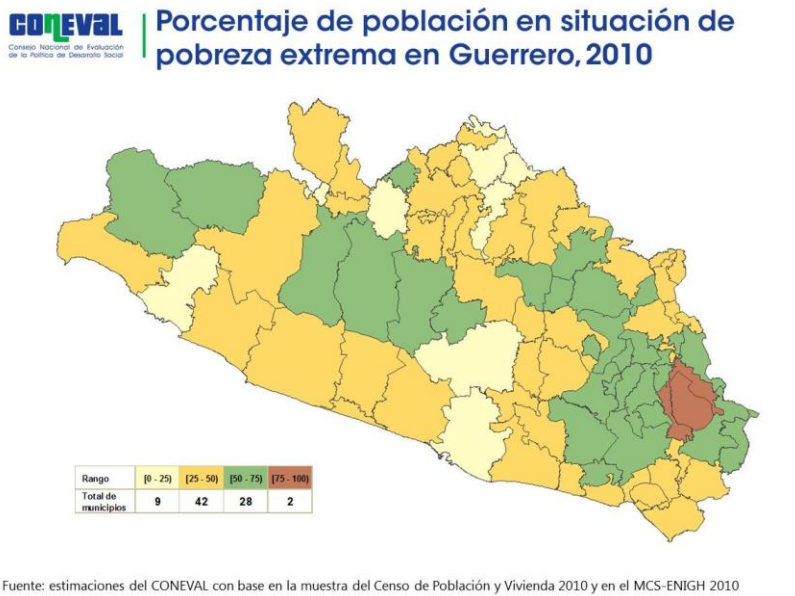 CONEVAL
Consejo Nacional de Evaluación
de la Política de Desarrollo Social
Porcentaje de población en situación de
pobreza extrema en Guerrero, 2010
Rango [0 - 25) [25 - 50) [50 - 75) [75 - 100)
Total de municipios 9 42 28 2
Fuente: estimaciones del CONEVAL con base en la muestra del Censo de Población y Vivienda 2010 y en el MCS-ENIGH 2010